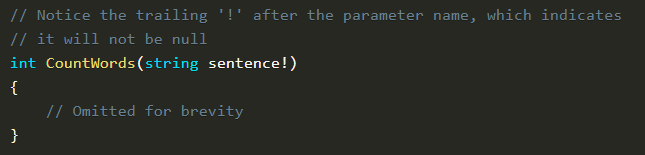 // Notice the trailing '!' after the parameter name, which indicates
// it will not be null
int CountWords(string sentence!)
{
    // Omitted for brevity
}